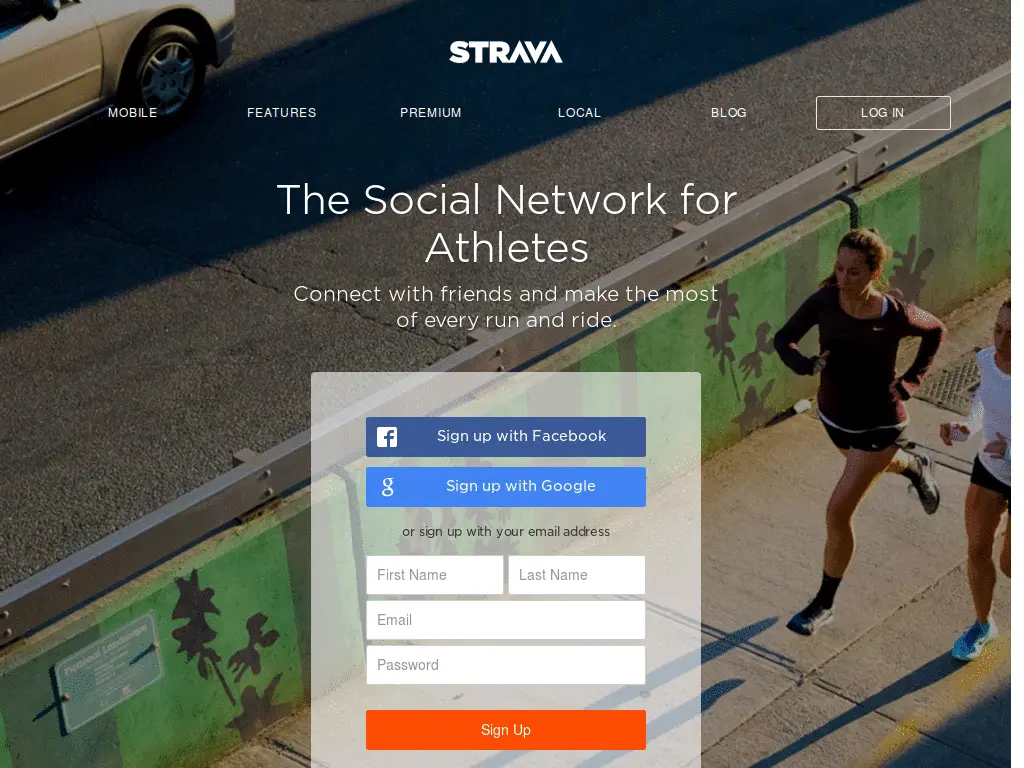 STRAVA
MOBILE FEATURES PREMIUM LOCAL BLOG LOG IN
The Social Network for
Athletes
Connect with friends and make the most
of every run and ride.
Sign up with Facebook
Sign up with Google
or sign up with your email address
First Name Last Name
Email
Password
Sign Up